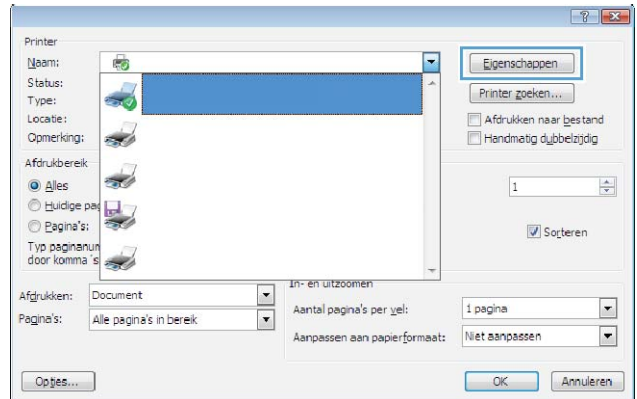 Printer
Naam:
Eigenschappen
Status:
Type:
Printer zoeken...
Locatie:
Afdrukken naar bestand
Opmerking:
Handmatig dubbelzijdig
Afdrukbereik
Alles
1
Huidige pag
Pagina's:
Sorteren
Typ paginanun
door komma´s
In- en uitzoomen
Afdrukken: Document
Aantal pagina's per vel: 1 pagina
Pagina's: Alle pagina's in bereik
Aanpassen aan papierformaat: Niet aanpassen
Opties...
OK
Annuleren